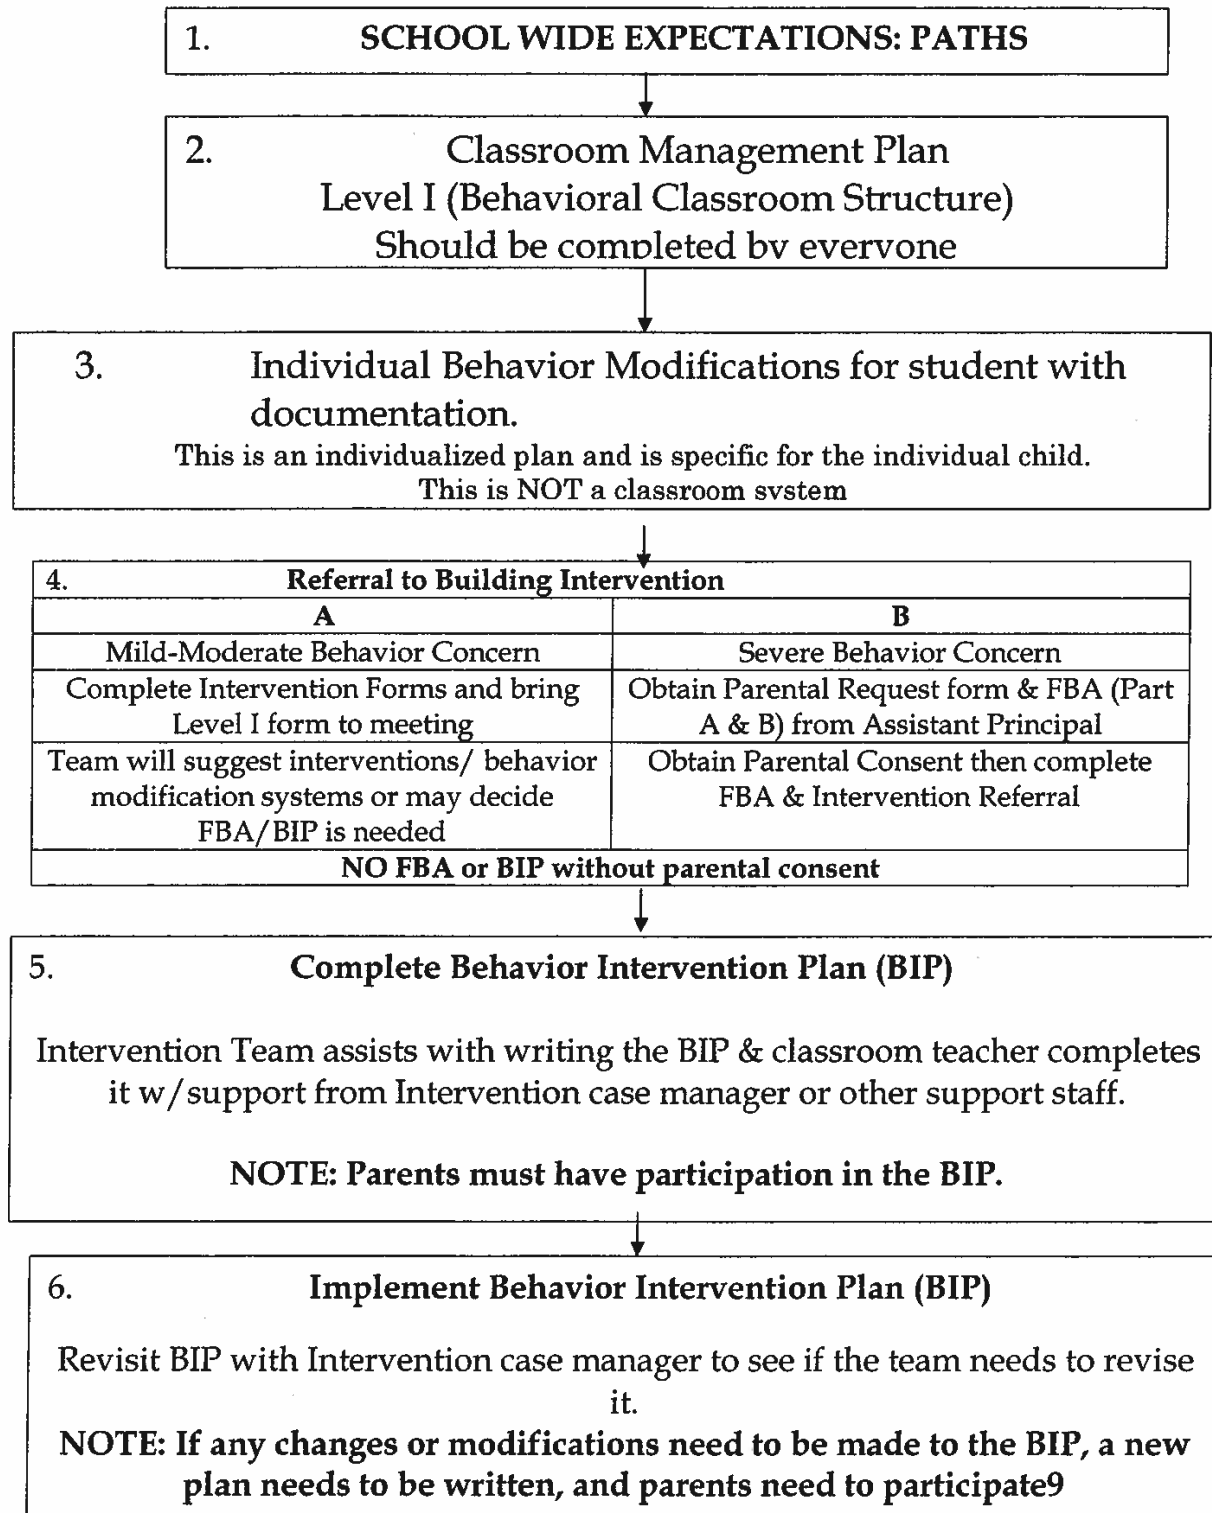 1. SCHOOL WIDE EXPECTATIONS: PATHS
2. Classroom Management Plan
Level I (Behavioral Classroom Structure)
Should be completed by everyone
3. Individual Behavior Modifications for student with
documentation.
This is an individualized plan and is specific for the individual child.
This is NOT a classroom system
4. Referral to Building Intervention
A
B
Mild-Moderate Behavior Concern
Severe Behavior Concern
Complete Intervention Forms and bring
Level I form to meeting
Obtain Parental Request form & FBA (Part
A & B) from Assistant Principal
Team will suggest interventions/ behavior
modification systems or may decide
FBA/BIP is needed
Obtain Parental Consent then complete
FBA & Intervention Referral
NO FBA or BIP without parental consent
5. Complete Behavior Intervention Plan (BIP)
Intervention Team assists with writing the BIP & classroom teacher completes
it w/support from Intervention case manager or other support staff.
NOTE: Parents must have participation in the BIP.
6. Implement Behavior Intervention Plan (BIP)
Revisit BIP with Intervention case manager to see if the team needs to revise
it.
NOTE: If any changes or modifications need to be made to the BIP, a new
plan needs to be written, and parents need to participate9